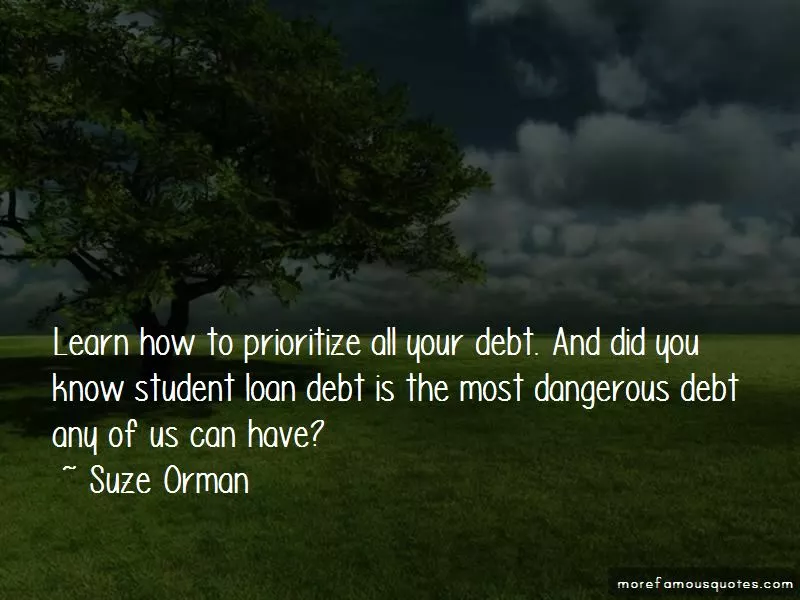 Learn how to prioritize all your debt. And did you
know student loan debt is the most dangerous debt
any of us can have?
~ Suze Orman
morefamousquotes.com